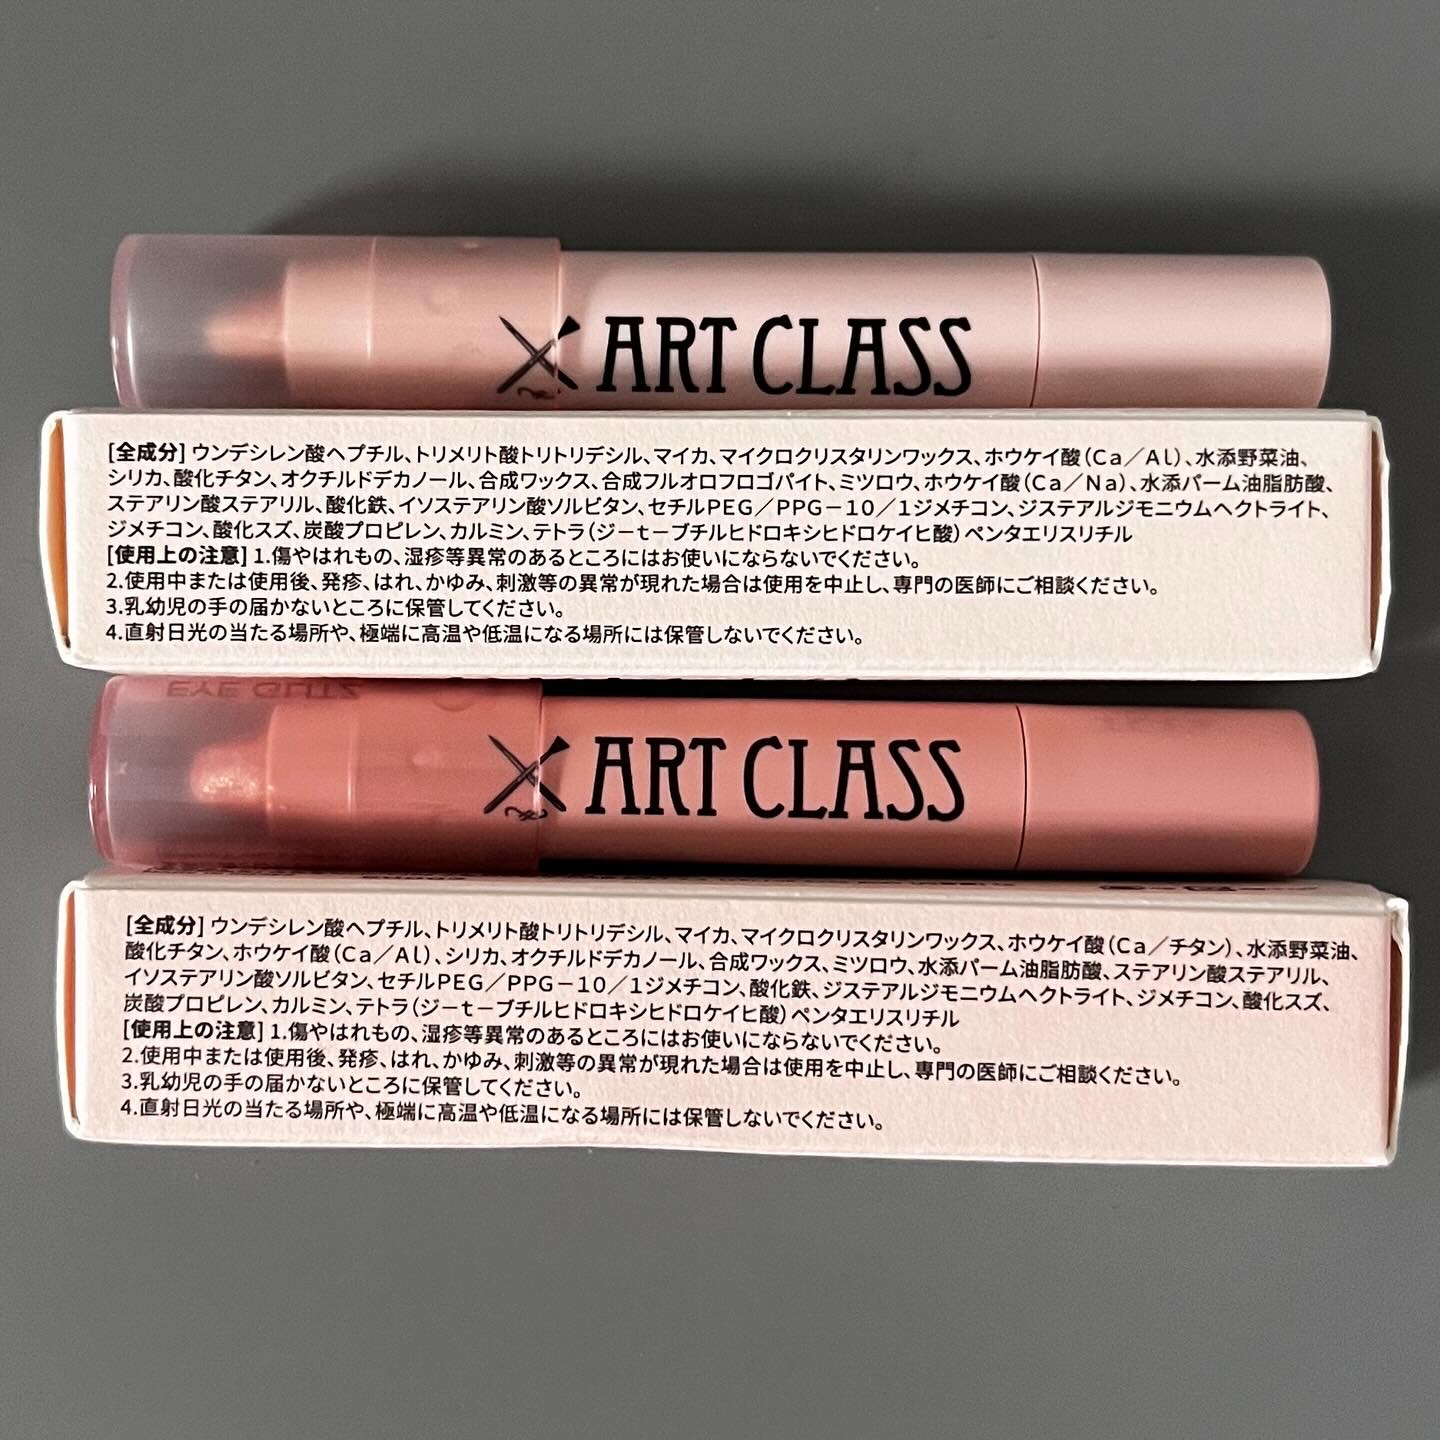 ART CLASS
[全成分] ウンデシレン酸ヘプチル、トリメリト酸トリトリデシル、マイカ、マイクロクリスタリンワックス、ホウケイ酸（Ca／Al）、水添野菜油、
シリカ、酸化チタン、オクチルドデカノール、合成ワックス、合成フルオロフロゴパイト、ミツロウ、ホウケイ酸（Ca／Na）、水添パーム油脂肪酸、
ステアリン酸ステアリル、酸化鉄、イソステアリン酸ソルビタン、セチルPEG／PPG－10／1ジメチコン、ジステアルジモニウムヘクトライト、
ジメチコン、酸化スズ、炭酸プロピレン、カルミン、テトラ（ジ－t－ブチルヒドロキシヒドロケイヒ酸）ペンタエリスリチル
[使用上の注意] 1.傷やはれもの、湿疹等異常のあるところにはお使いにならないでください。
2.使用中または使用後、発疹、はれ、かゆみ、刺激等の異常が現れた場合は使用を中止し、専門の医師にご相談ください。
3.乳幼児の手の届かないところに保管してください。
4.直射日光の当たる場所や、極端に高温や低温になる場所には保管しないでください。
EYE GLITZ
ART CLASS
[全成分] ウンデシレン酸ヘプチル、トリメリト酸トリトリデシル、マイカ、マイクロクリスタリンワックス、ホウケイ酸（Ca／チタン）、水添野菜油、
酸化チタン、ホウケイ酸（Ca／Al）、シリカ、オクチルドデカノール、合成ワックス、ミツロウ、水添パーム油脂肪酸、ステアリン酸ステアリル、
イソステアリン酸ソルビタン、セチルPEG／PPG－10／1ジメチコン、酸化鉄、ジステアルジモニウムヘクトライト、ジメチコン、酸化スズ、
炭酸プロピレン、カルミン、テトラ（ジ－t－ブチルヒドロキシヒドロケイヒ酸）ペンタエリスリチル
[使用上の注意] 1.傷やはれもの、湿疹等異常のあるところにはお使いにならないでください。
2.使用中または使用後、発疹、はれ、かゆみ、刺激等の異常が現れた場合は使用を中止し、専門の医師にご相談ください。
3.乳幼児の手の届かないところに保管してください。
4.直射日光の当たる場所や、極端に高温や低温になる場所には保管しないでください。